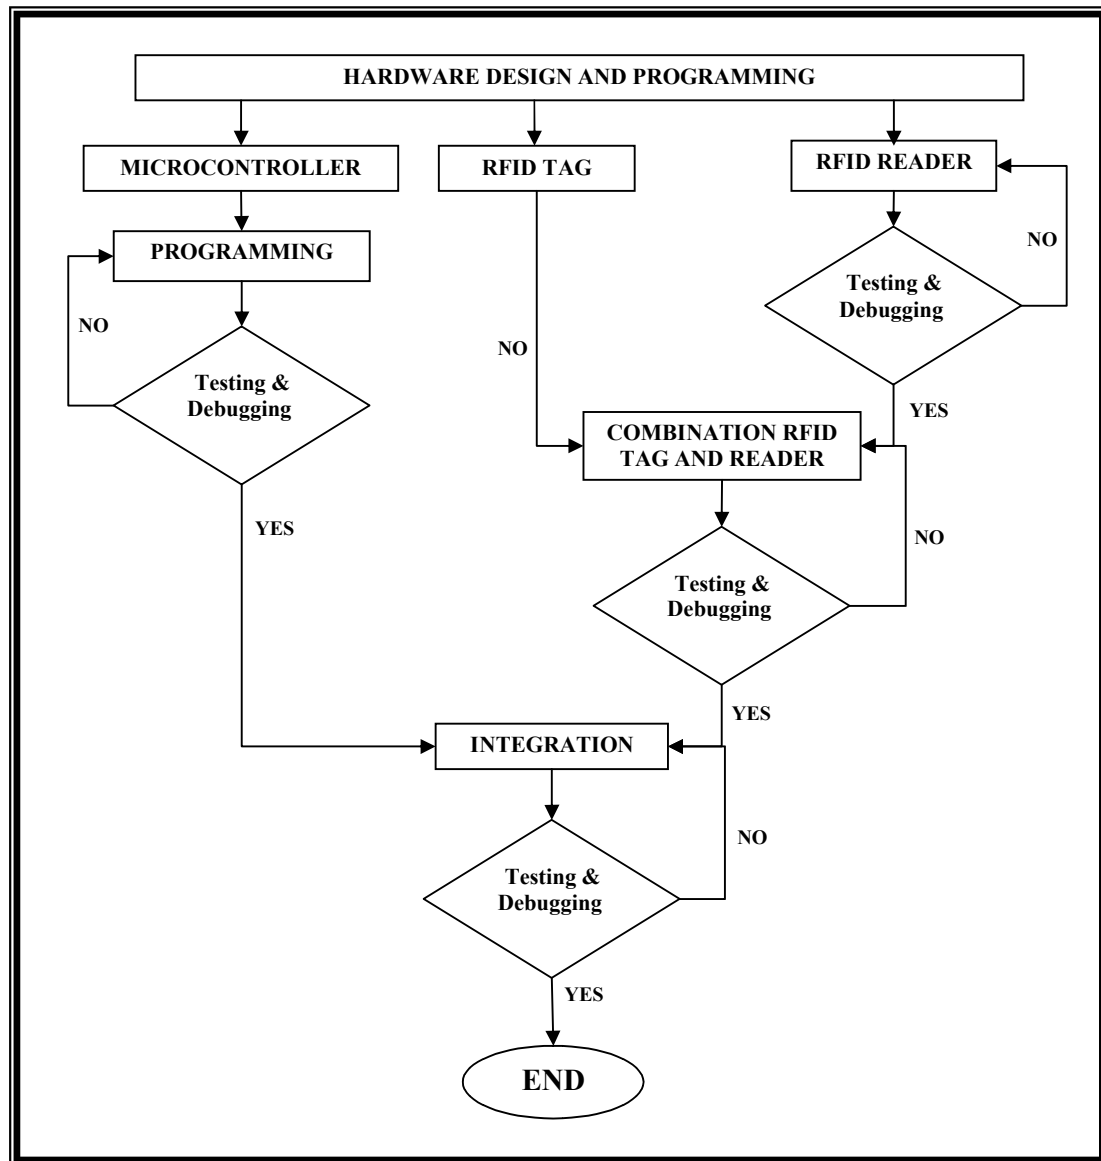 HARDWARE DESIGN AND PROGRAMMING
MICROCONTROLLER
RFID TAG
RFID READER
PROGRAMMING
NO
Testing &
Debugging
NO
NO
Testing &
Debugging
YES
COMBINATION RFID
TAG AND READER
YES
NO
Testing &
Debugging
YES
INTEGRATION
NO
Testing &
Debugging
YES
END